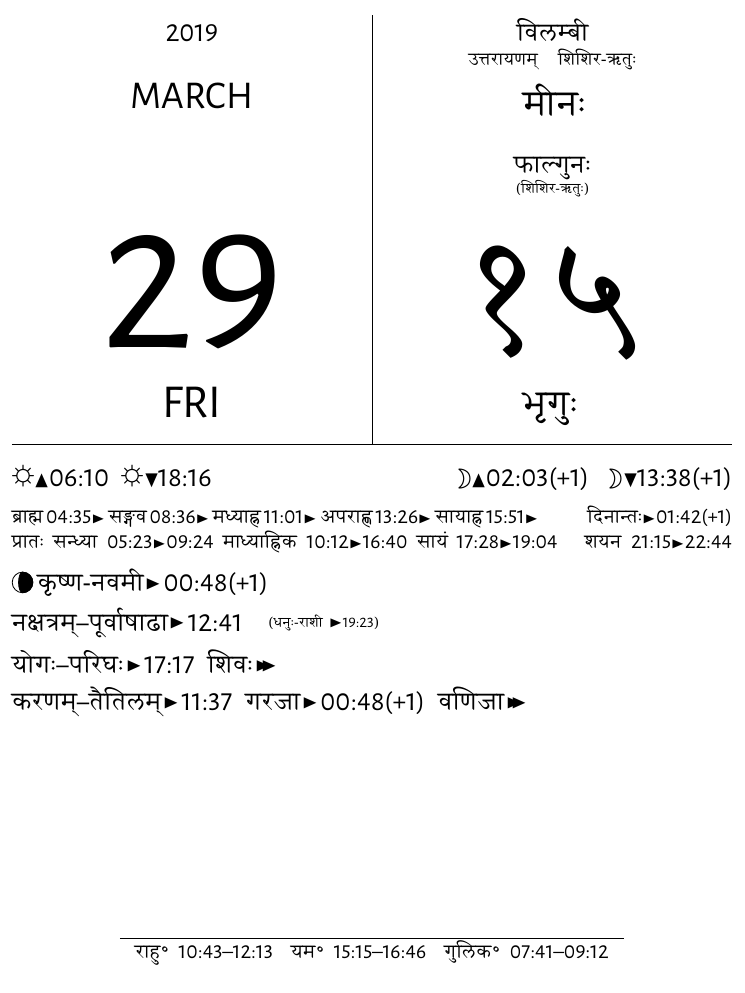 2019
MARCH
29
FRI
विलम्बी
उत्तरायणम् शिशिर-ऋतुः
मीनः
फाल्गुनः
(शिशिर-ऋतुः)
१५
भृगुः
☼▲06:10 ☼▼18:16 ☽▲02:03(+1) ☽▼13:38(+1)
ब्राह्म 04:35► सङ्गव 08:36► मध्याह्न 11:01► अपराह्ण 13:26► सायाह्न 15:51► दिनान्तः►01:42(+1)
प्रातः सन्ध्या 05:23►09:24 माध्याह्निक 10:12►16:40 सायं 17:28►19:04 शयन 21:15►22:44
कृष्ण-नवमी►00:48(+1)
नक्षत्रम्–पूर्वाषाढा►12:41 (धनुः-राशी ►19:23)
योगः–परिघः►17:17 शिवः►►
करणम्–तैतिलम्►11:37 गरजा►00:48(+1) वणिजा►►
राहु° 10:43–12:13 यम° 15:15–16:46 गुलिक° 07:41–09:12